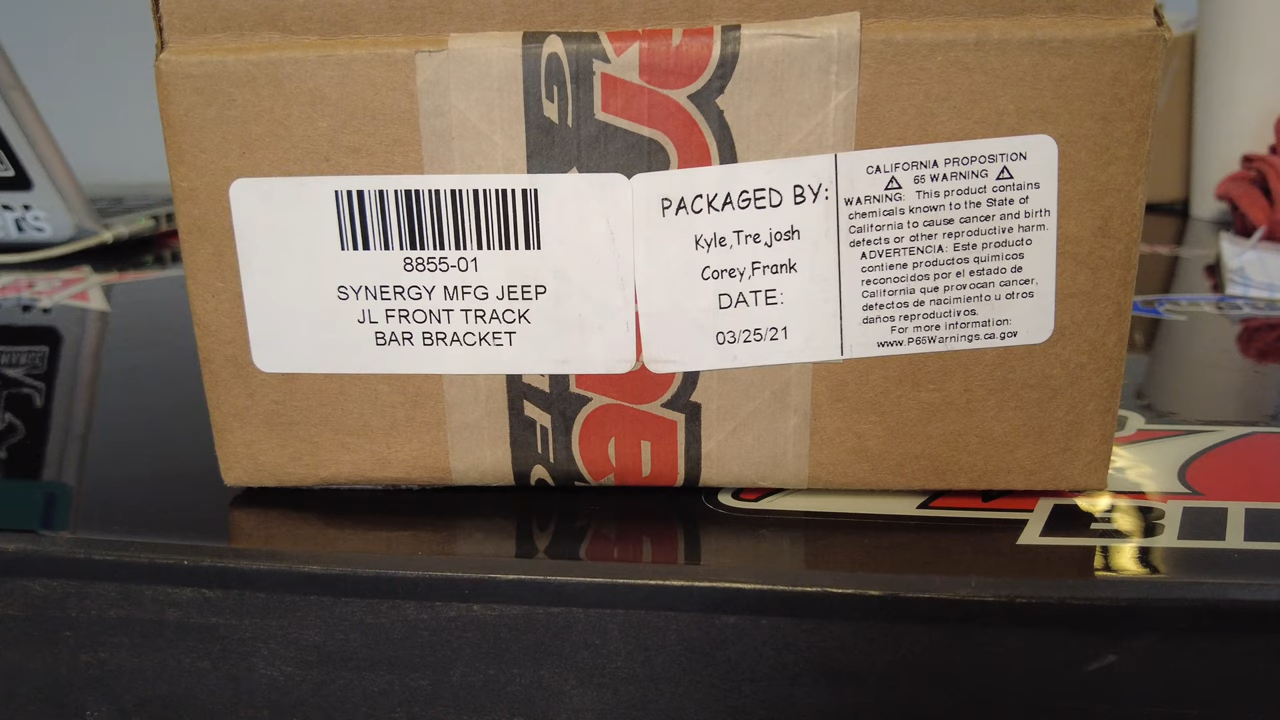 8855-01
SYNERGY MFG JEEP
JL FRONT TRACK
BAR BRACKET
PACKAGED BY:
Kyle,Tre,josh
Corey,Frank
DATE:
03/25/21
CALIFORNIA PROPOSITION
65 WARNING
WARNING: This product contains
chemicals known to the State of
California to cause cancer and birth
defects or other reproductive harm.
ADVERTENCIA: Este producto
contiene productos quimicos
reconocidos por el estado de
California que provocan cancer,
defectos de nacimiento u otros
daños reproductivos.
For more information:
www.P65Warnings.ca.gov